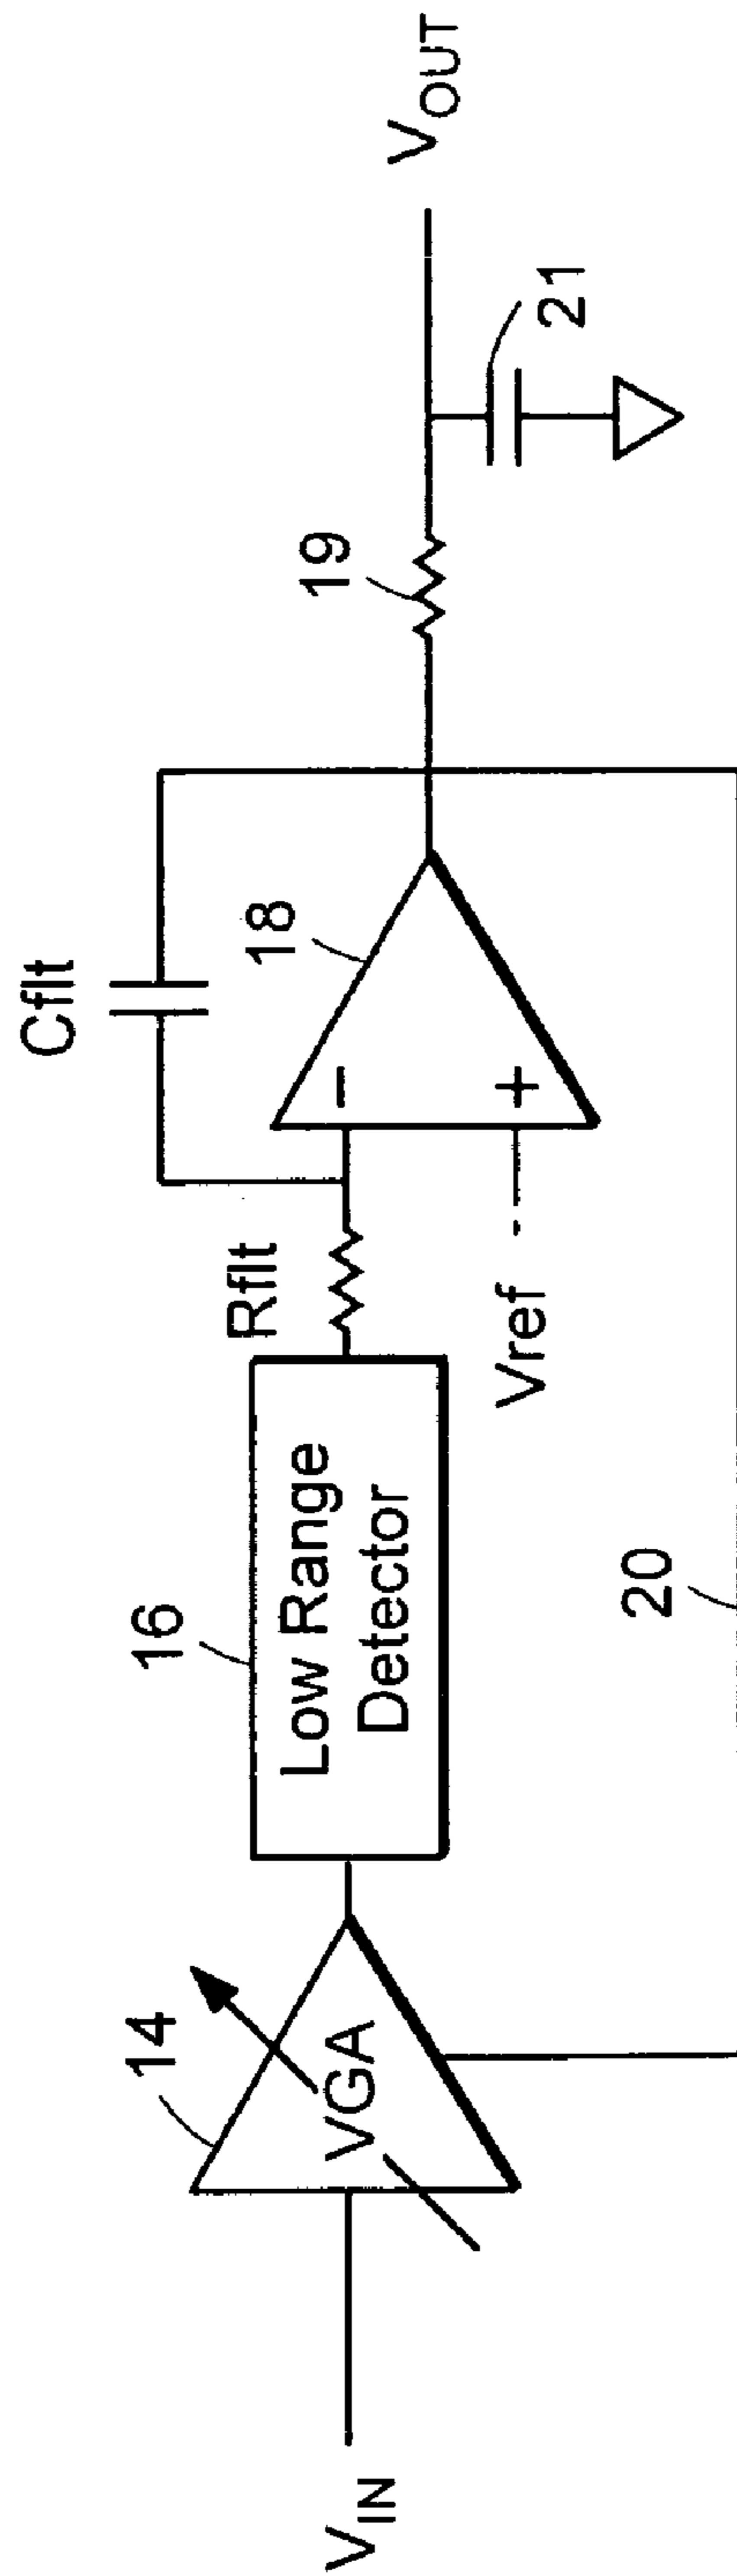 Cflt
14
16
Rflt
18
19
VIN
VGA
Low Range
Detector
−
+
VOUT
Vref
21
20